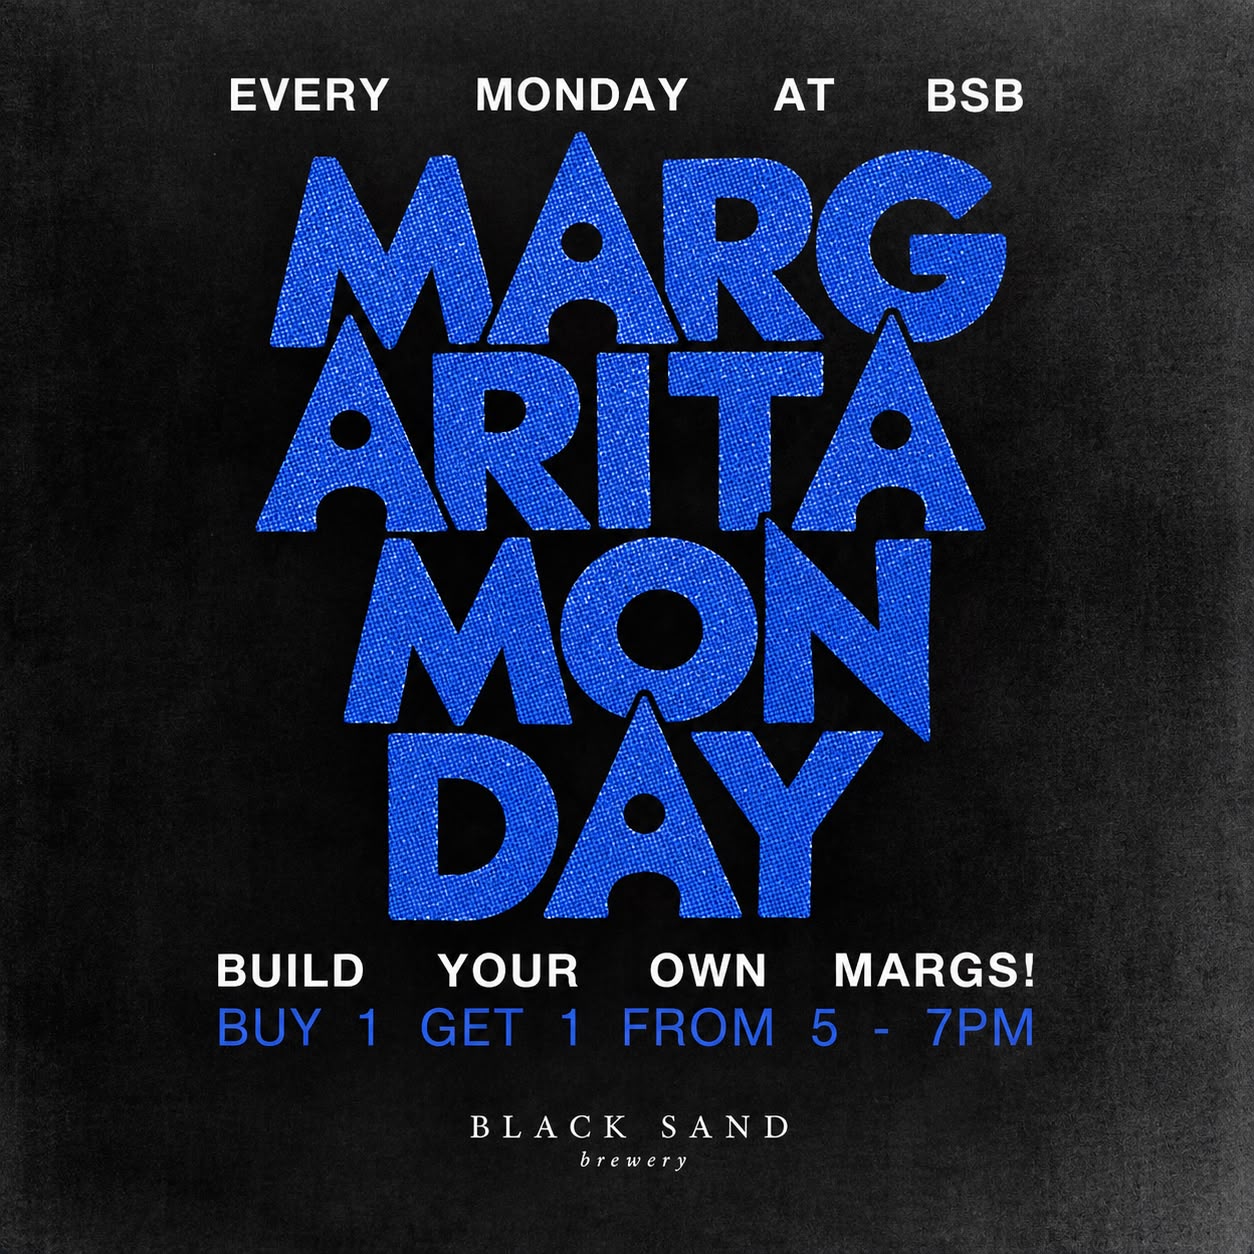 EVERY MONDAY AT BSB
MARG
ARITA
MON
DAY
BUILD YOUR OWN MARGS!
BUY 1 GET 1 FROM 5 - 7PM
BLACK SAND
brewery